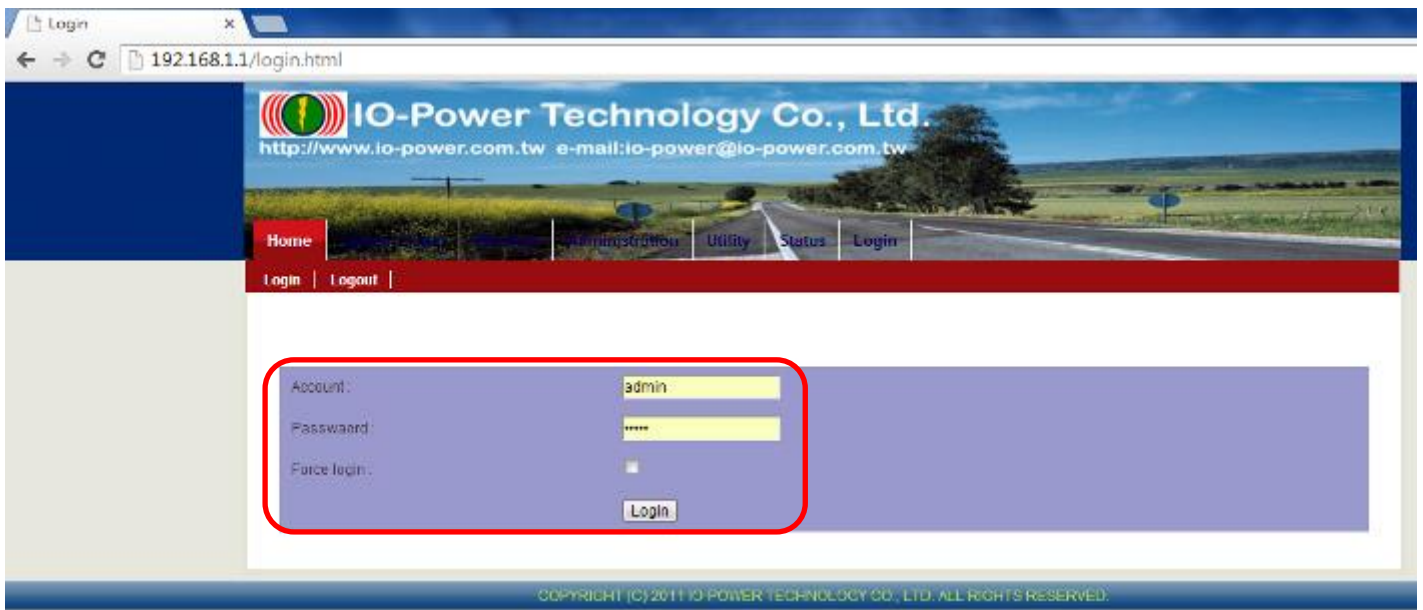 Login
192.168.1.1/login.html
IO-Power Technology Co., Ltd.
http://www.io-power.com.tw e-mail:io-power@io-power.com.tw
Home Administration Utility Status Login
Login Logout
Account :
admin
Passwaord :
•••••
Force login :
Login
COPYRIGHT (C) 2011 IO-POWER TECHNOLOGY CO., LTD. ALL RIGHTS RESERVED.